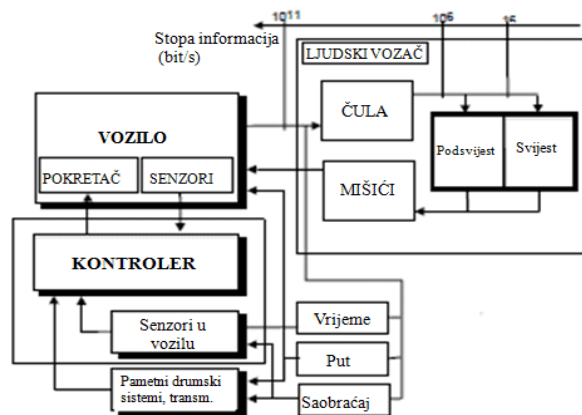 Stopa informacija
(bit/s)
10¹¹
10⁶
16
LJUDSKI VOZAČ
VOZILO
POKRETAČ
SENZORI
ČULA
MIŠIĆI
Podsvijest
Svijest
KONTROLER
Senzori u
vozilu
Pametni drumski
sistemi, transm.
Vrijeme
Put
Saobraćaj